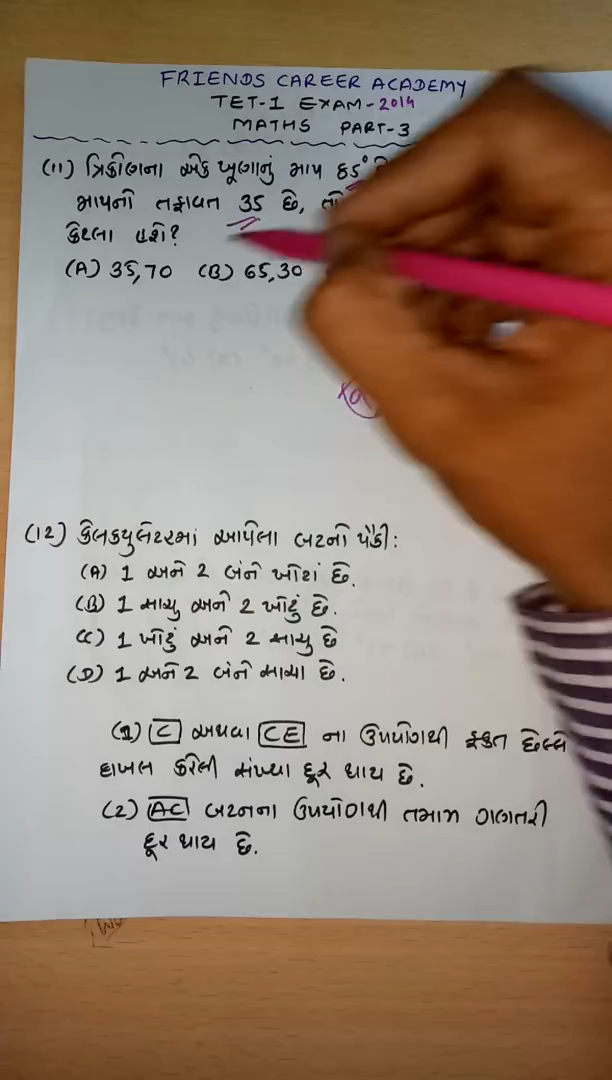 FRIENDS CAREER ACADEMY
TET-1 EXAM-2014
MATHS PART-3
(11) ત્રિકોણના એક ખૂણાનું માપ 85°
માપનો તફાવત 35 છે, તો
કેટલા હશે?
(A) 35,70 (B) 65,30
(12) કેલક્યુલેટરમાં આપેલા બટનો પૈકી:
(A) 1 અને 2 બંને ખોટાં છે.
(B) 1 સાચુ અને 2 ખોટું છે.
(C) 1 ખોટું અને 2 સાચુ છે
(D) 1 અને 2 બંને સાચા છે.
(1) C અથવા CE ના ઉપયોગથી ફક્ત છેલ્લે
દાખલ કરેલી સંખ્યા દૂર થાય છે.
(2) AC બટનના ઉપયોગથી તમામ ગણતરી
દૂર થાય છે.